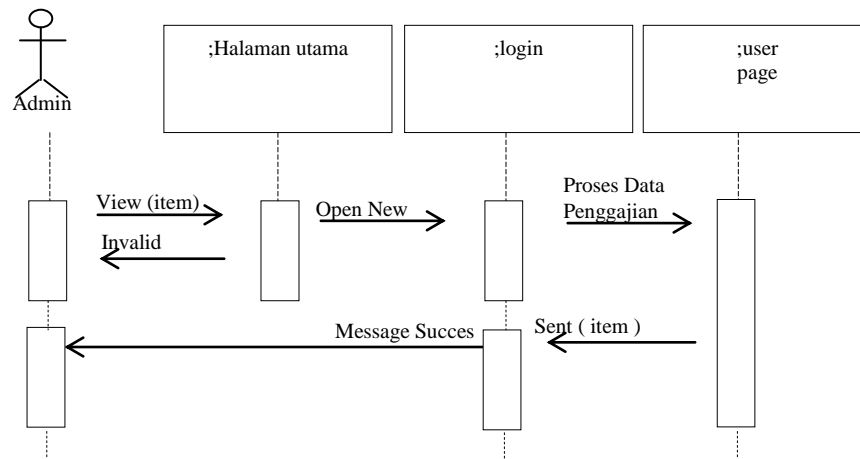 ;Halaman utama
;login
;user
page
Admin
View (item)
Open New
Proses Data
Penggajian
Invalid
Message Succes
Sent ( item )